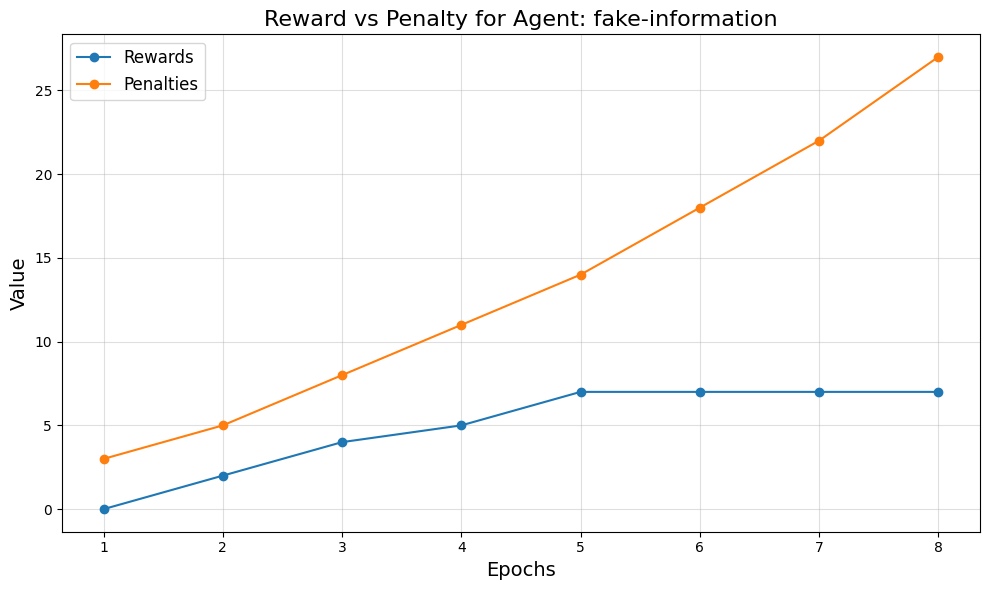 Reward vs Penalty for Agent: fake-information
Rewards
Penalties
Value
25
20
15
10
5
0
1 2 3 4 5 6 7 8
Epochs